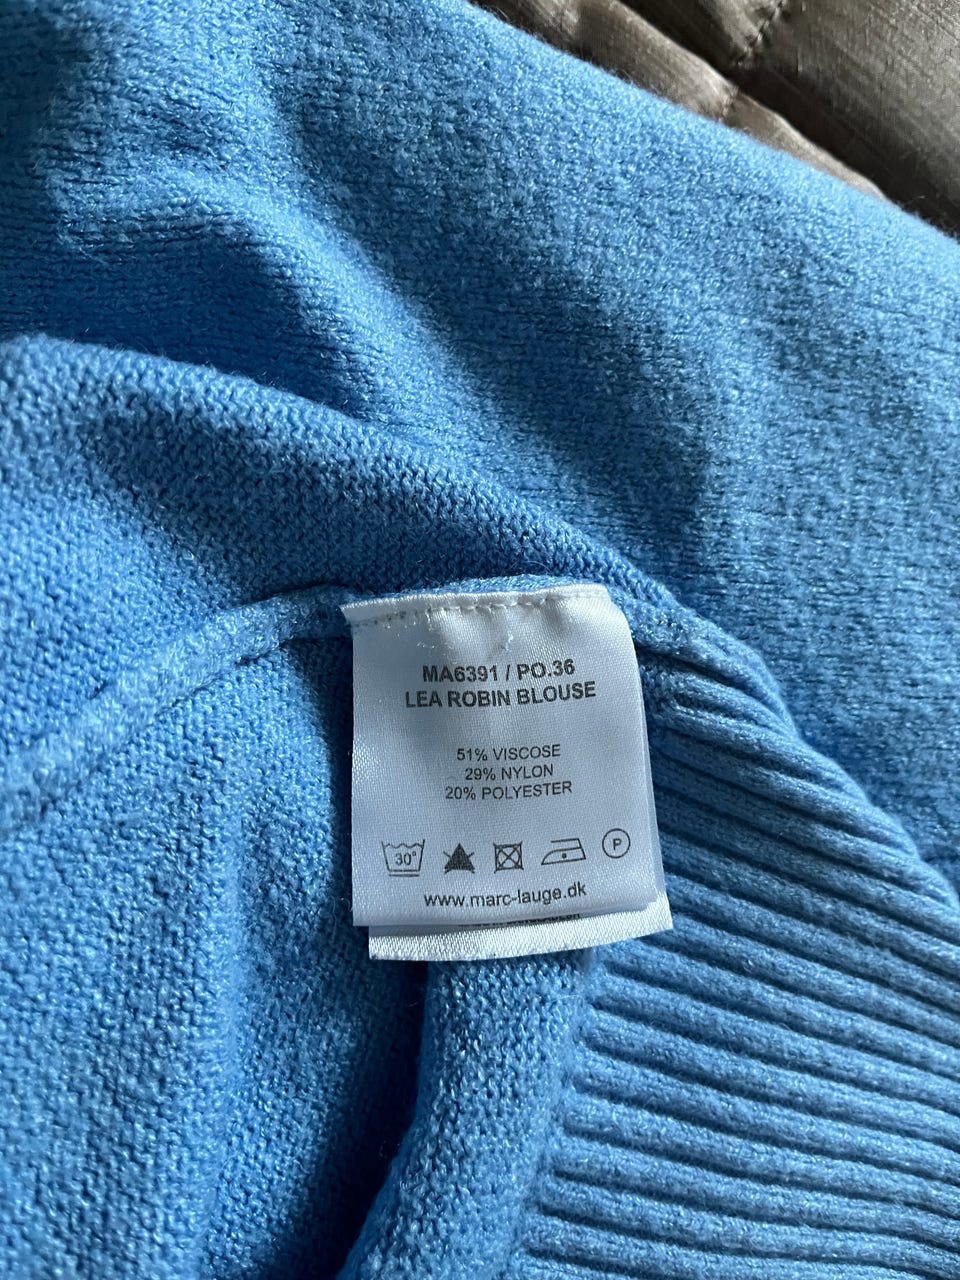 MA6391 / PO.36
LEA ROBIN BLOUSE
51% VISCOSE
29% NYLON
20% POLYESTER
30°
P
www.marc-lauge.dk